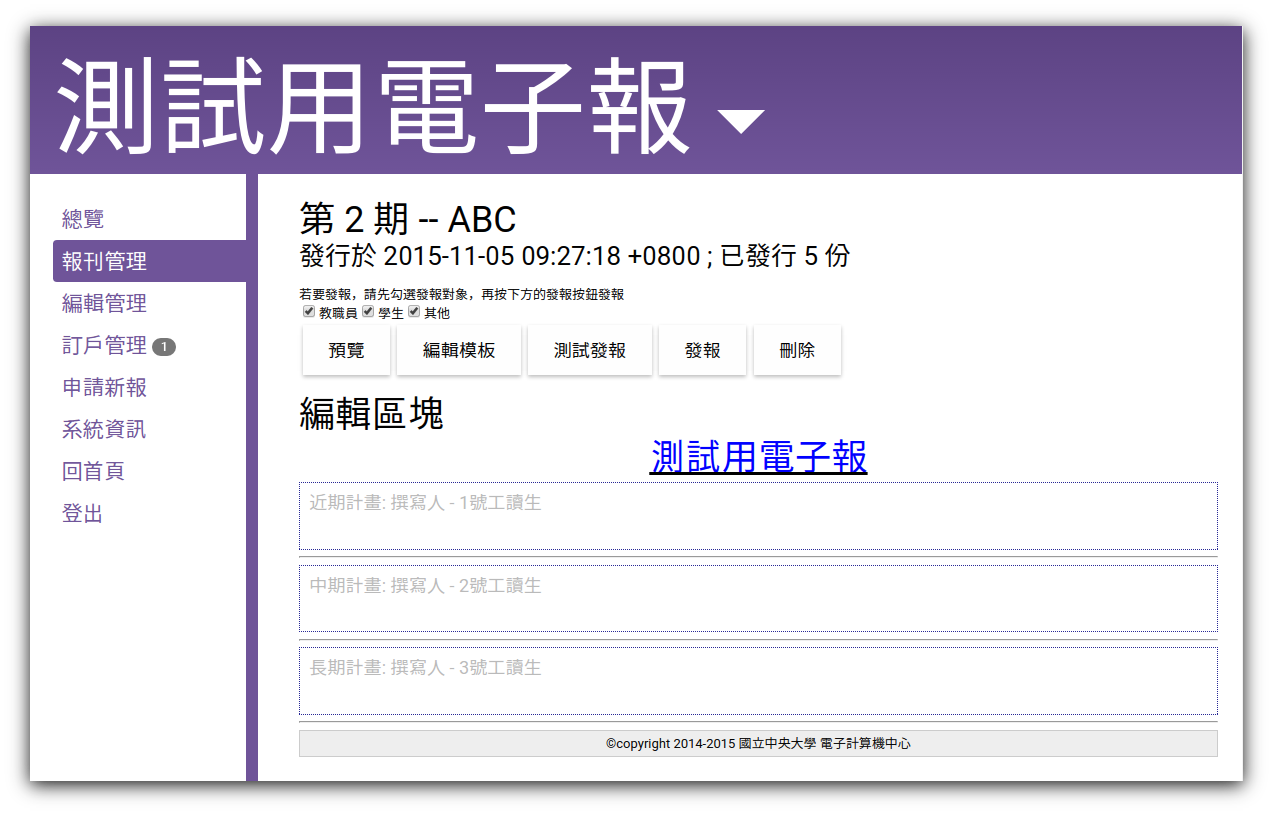 測試用電子報
總覽
報刊管理
編輯管理
訂戶管理 1
申請新報
系統資訊
回首頁
登出
第 2 期 -- ABC
發行於 2015-11-05 09:27:18 +0800 ; 已發行 5 份
若要發報，請先勾選發報對象，再按下方的發報按鈕發報
教職員 學生 其他
預覽 編輯模板 測試發報 發報 刪除
編輯區塊
測試用電子報
近期計畫: 撰寫人 - 1號工讀生
中期計畫: 撰寫人 - 2號工讀生
長期計畫: 撰寫人 - 3號工讀生
©copyright 2014-2015 國立中央大學 電子計算機中心